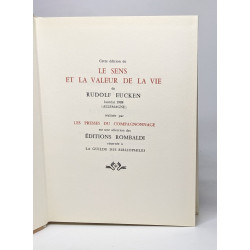 Cette édition de
LE SENS
ET LA VALEUR DE LA VIE
de
RUDOLF EUCKEN
Lauréat 1908
(ALLEMAGNE)
réalisée par
LES PRESSES DU COMPAGNONNAGE
sur une sélection des
ÉDITIONS ROMBALDI
réservée à
LA GUILDE DES BIBLIOPHILES